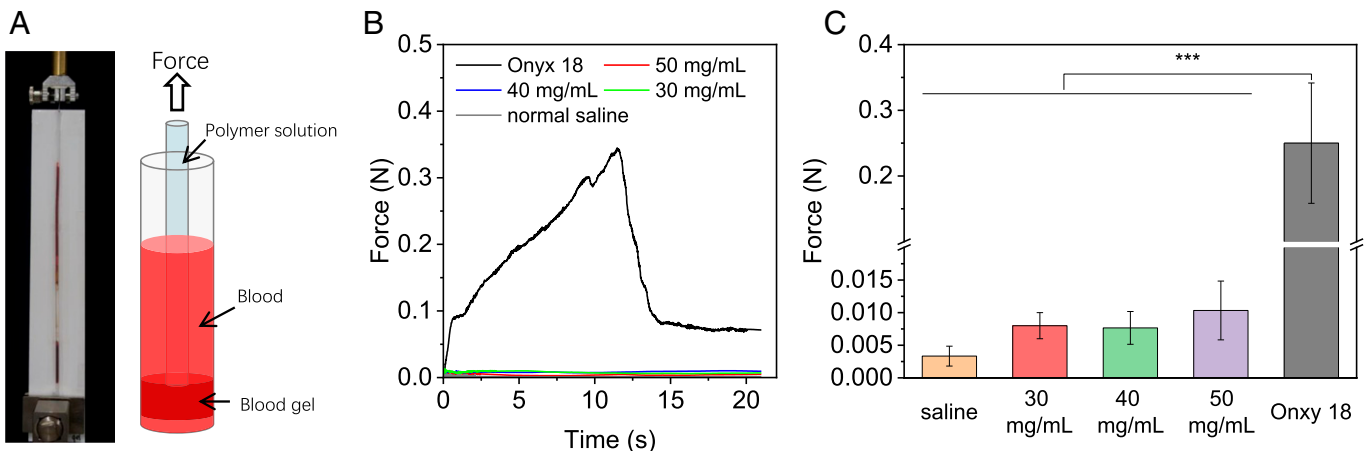 A
Force
Polymer solution
Blood
Blood gel
B
Force (N)
0.5
0.4
0.3
0.2
0.1
0.0
Onyx 18
50 mg/mL
40 mg/mL
30 mg/mL
normal saline
0
5
10
15
20
Time (s)
C
Force (N)
0.4
0.3
0.2
0.015
0.010
0.005
0.000
***
saline
30
mg/mL
40
mg/mL
50
mg/mL
Onxy 18